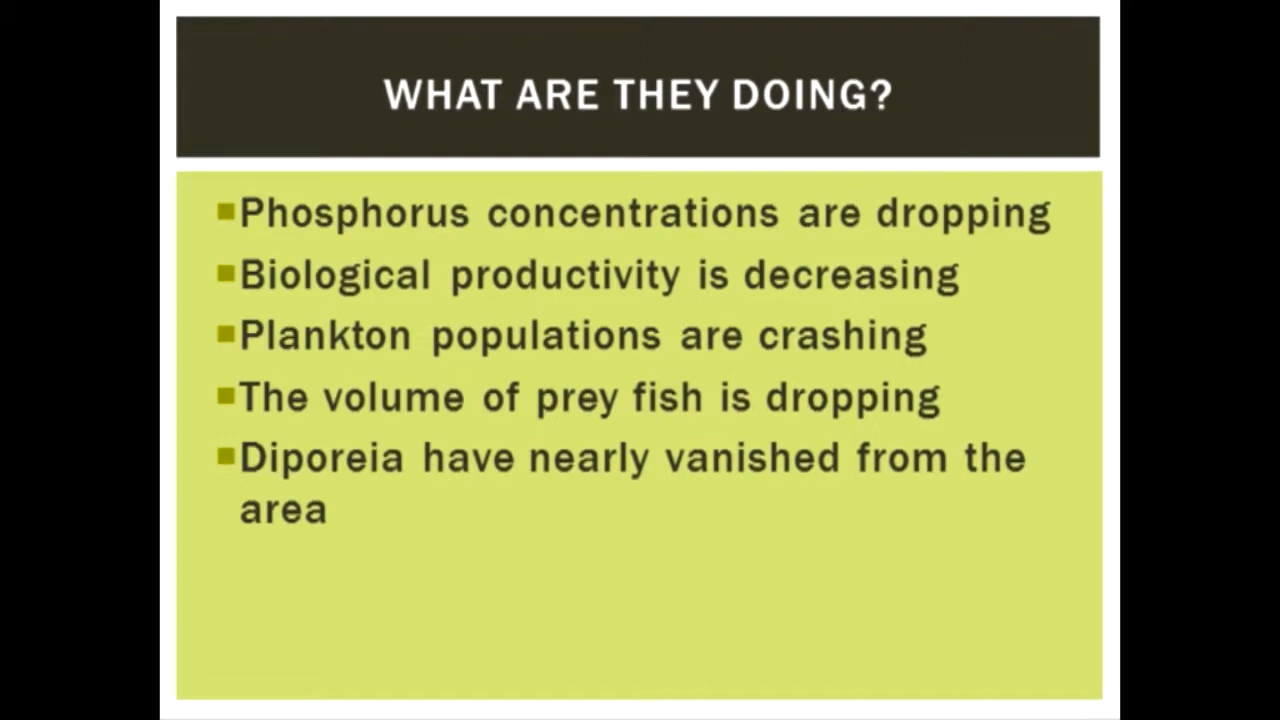 WHAT ARE THEY DOING?
▪Phosphorus concentrations are dropping
▪Biological productivity is decreasing
▪Plankton populations are crashing
▪The volume of prey fish is dropping
▪Diporeia have nearly vanished from the
area